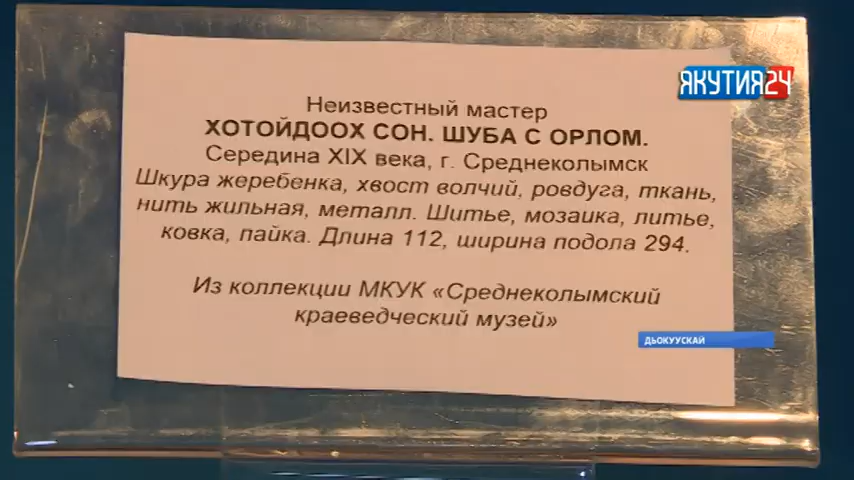 ЯКУТИЯ24
Неизвестный мастер
ХОТОЙДООХ СОН. ШУБА С ОРЛОМ.
Середина XIX века, г. Среднеколымск
Шкура жеребенка, хвост волчий, ровдуга, ткань,
нить жильная, металл. Шитье, мозаика, литье,
ковка, пайка. Длина 112, ширина подола 294.
Из коллекции МКУК «Среднеколымский
краеведческий музей»
ДЬОКУУСКАЙ